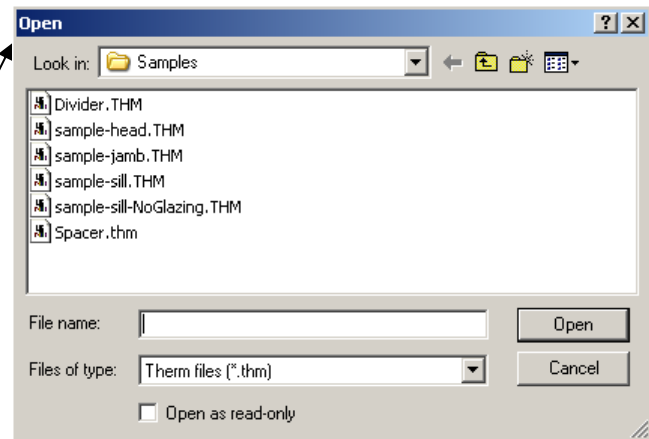 Open
Look in: Samples
Divider.THM
sample-head.THM
sample-jamb.THM
sample-sill.THM
sample-sill-NoGlazing.THM
Spacer.thm
File name: Open
Files of type: Therm files (*.thm) Cancel
Open as read-only